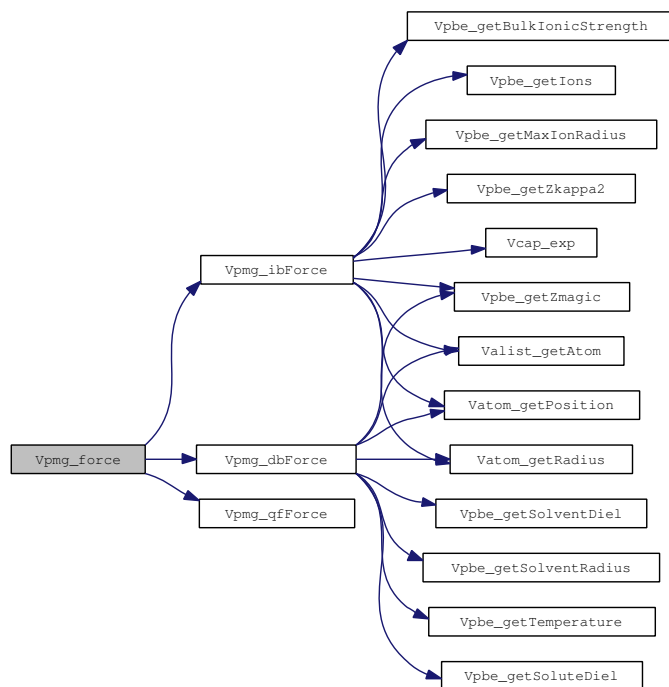 Vpbe_getBulkIonicStrength
Vpbe_getIons
Vpbe_getMaxIonRadius
Vpbe_getZkappa2
Vcap_exp
Vpmg_ibForce
Vpbe_getZmagic
Valist_getAtom
Vatom_getPosition
Vpmg_force
Vpmg_dbForce
Vatom_getRadius
Vpmg_qfForce
Vpbe_getSolventDiel
Vpbe_getSolventRadius
Vpbe_getTemperature
Vpbe_getSoluteDiel